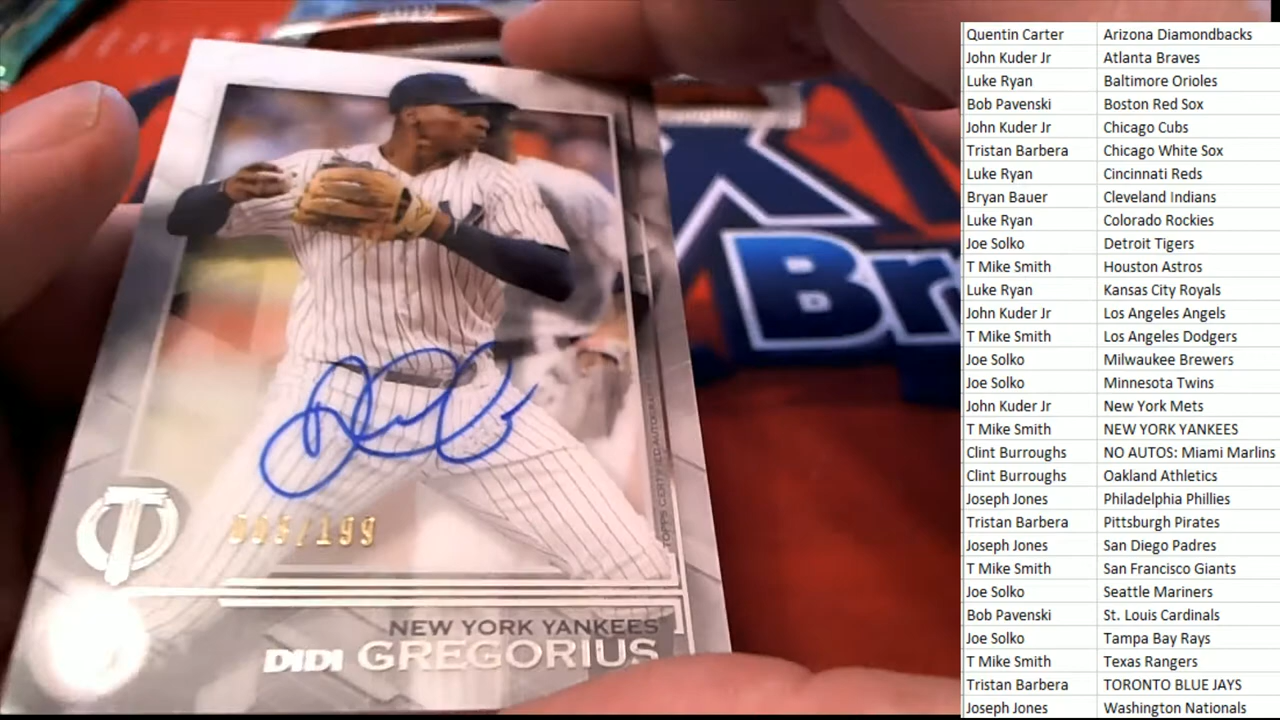 TOPPS CERTIFIED AUTOGRAPH
/199
NEW YORK YANKEES
DIDI GREGORIUS
Br
Quentin Carter Arizona Diamondbacks
John Kuder Jr Atlanta Braves
Luke Ryan Baltimore Orioles
Bob Pavenski Boston Red Sox
John Kuder Jr Chicago Cubs
Tristan Barbera Chicago White Sox
Luke Ryan Cincinnati Reds
Bryan Bauer Cleveland Indians
Luke Ryan Colorado Rockies
Joe Solko Detroit Tigers
T Mike Smith Houston Astros
Luke Ryan Kansas City Royals
John Kuder Jr Los Angeles Angels
T Mike Smith Los Angeles Dodgers
Joe Solko Milwaukee Brewers
Joe Solko Minnesota Twins
John Kuder Jr New York Mets
T Mike Smith NEW YORK YANKEES
Clint Burroughs NO AUTOS: Miami Marlins
Clint Burroughs Oakland Athletics
Joseph Jones Philadelphia Phillies
Tristan Barbera Pittsburgh Pirates
Joseph Jones San Diego Padres
T Mike Smith San Francisco Giants
Joe Solko Seattle Mariners
Bob Pavenski St. Louis Cardinals
Joe Solko Tampa Bay Rays
T Mike Smith Texas Rangers
Tristan Barbera TORONTO BLUE JAYS
Joseph Jones Washington Nationals